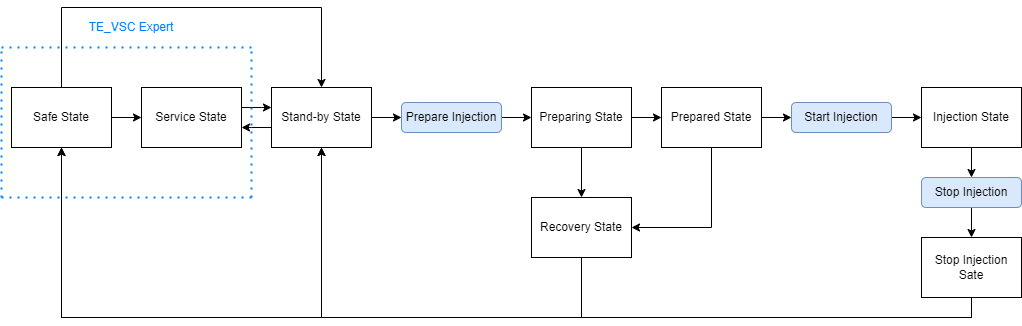 TE_VSC Expert
Safe State
Service State
Stand-by State
Prepare Injection
Preparing State
Prepared State
Start Injection
Injection State
Stop Injection
Recovery State
Stop Injection
Sate